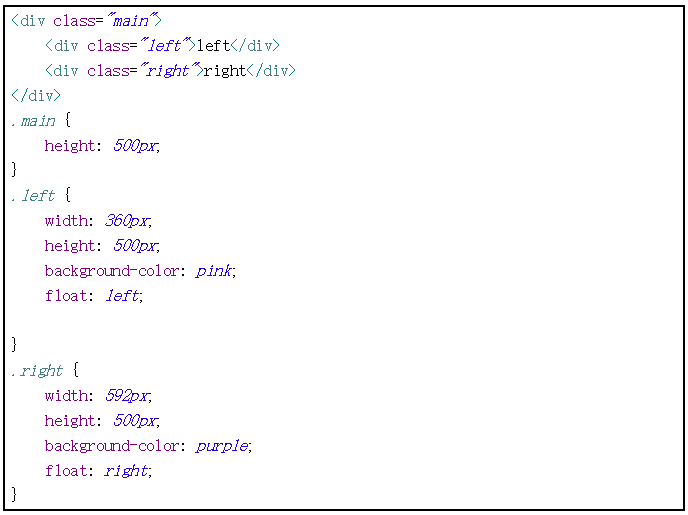 <div class="main">
    <div class="left">left</div>
    <div class="right">right</div>
</div>
.main {
    height: 500px;
}
.left {
    width: 360px;
    height: 500px;
    background-color: pink;
    float: left;

}
.right {
    width: 592px;
    height: 500px;
    background-color: purple;
    float: right;
}